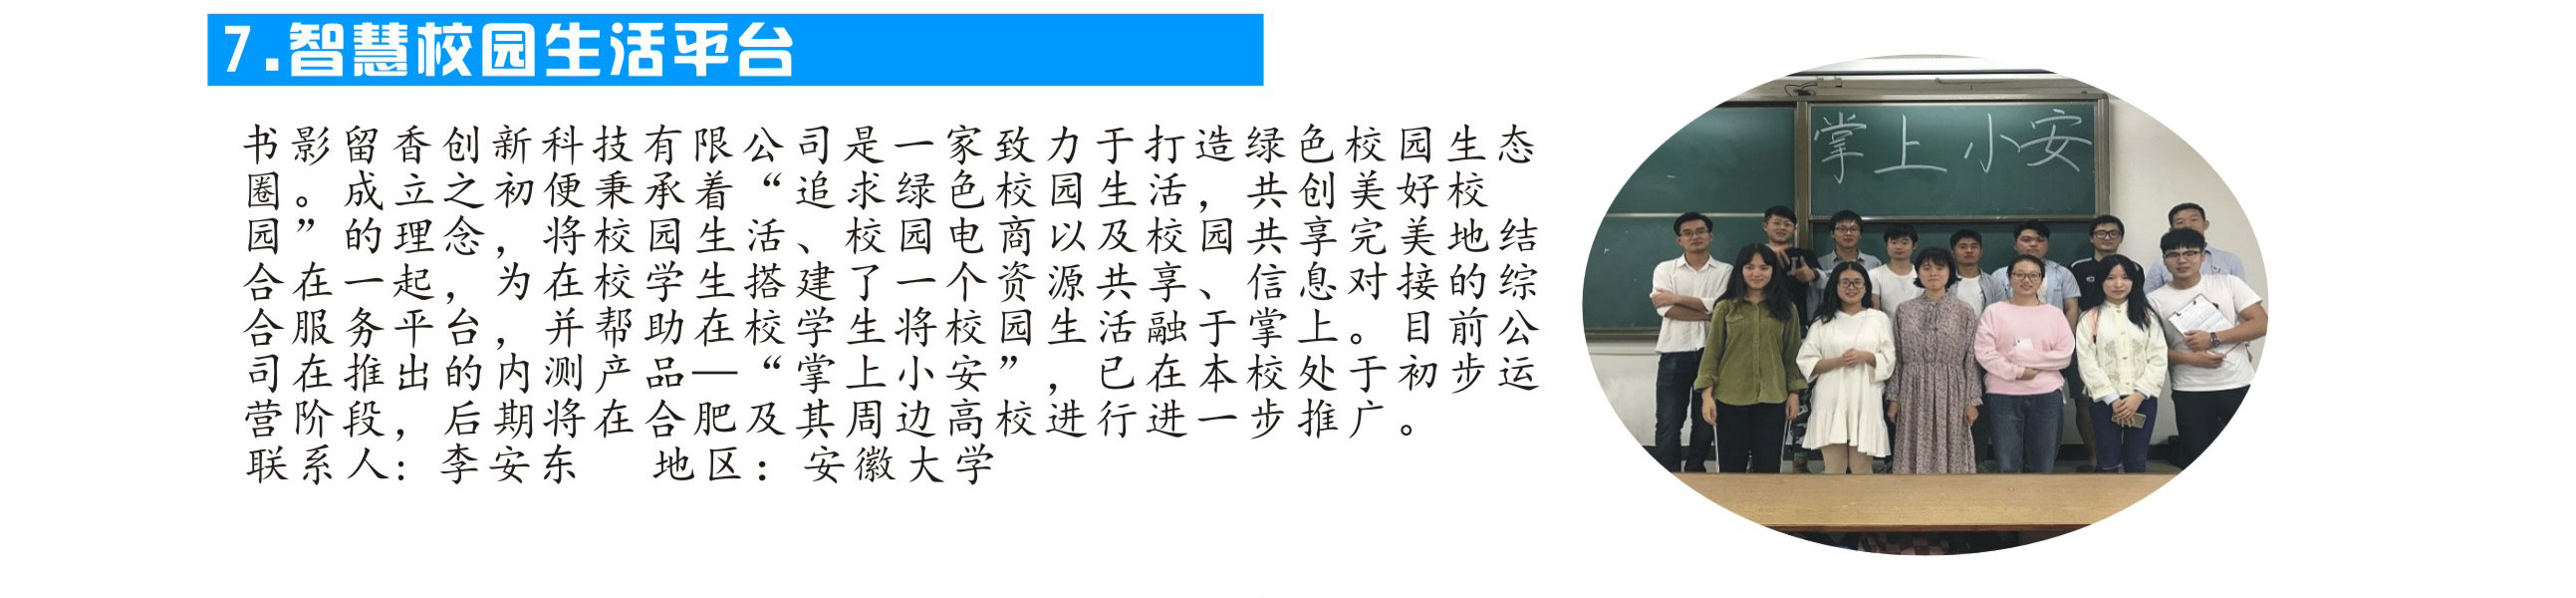 7.智慧校园生活平台
书影留香创新科技有限公司是一家致力于打造绿色校园生态
圈。成立之初便秉承着“追求绿色校园生活，共创美好校
园”的理念，将校园生活、校园电商以及校园共享完美地结
合在一起，为在校学生搭建了一个资源共享、信息对接的综
合服务平台，并帮助在校学生将校园生活融于掌上。目前公
司在推出的内测产品—“掌上小安”，已在本校处于初步运
营阶段，后期将在合肥及其周边高校进行进一步推广。
联系人：李安东 地区：安徽大学
掌上小安